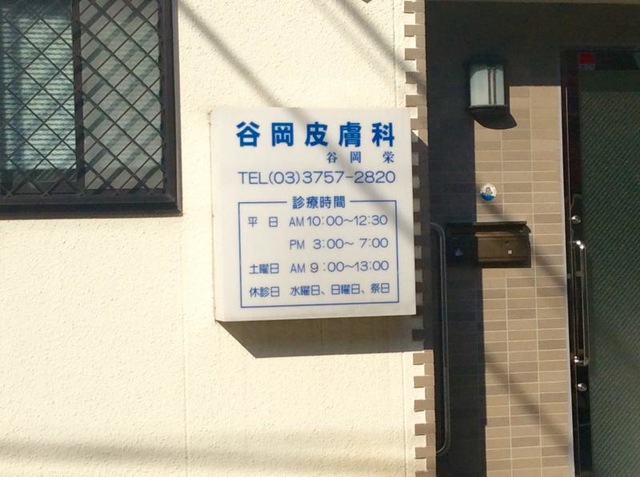 谷岡皮膚科
谷岡 栄
TEL(03)3757-2820
診療時間
平日 AM 10:00〜12:30
PM 3:00〜 7:00
土曜日 AM 9:00〜13:00
休診日 水曜日、日曜日、祭日